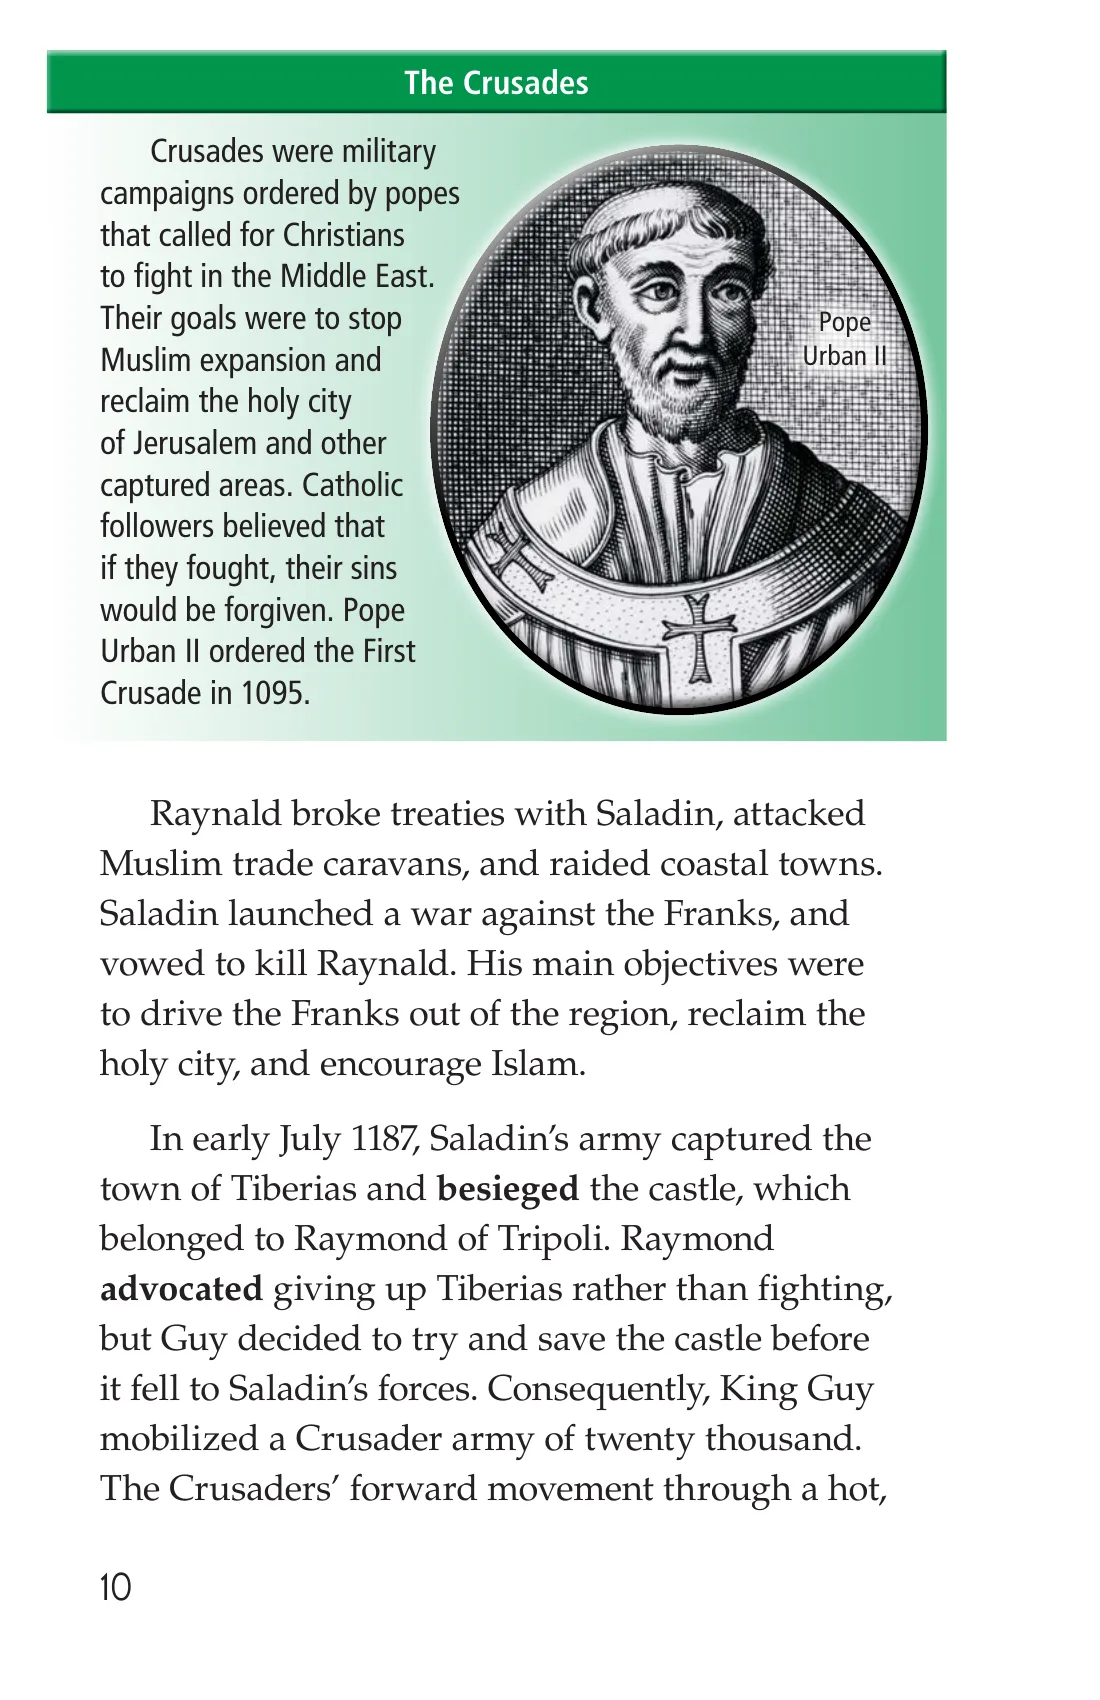 The Crusades
Crusades were military
campaigns ordered by popes
that called for Christians
to fight in the Middle East.
Their goals were to stop
Muslim expansion and
reclaim the holy city
of Jerusalem and other
captured areas. Catholic
followers believed that
if they fought, their sins
would be forgiven. Pope
Urban II ordered the First
Crusade in 1095.
Pope
Urban II
Raynald broke treaties with Saladin, attacked
Muslim trade caravans, and raided coastal towns.
Saladin launched a war against the Franks, and
vowed to kill Raynald. His main objectives were
to drive the Franks out of the region, reclaim the
holy city, and encourage Islam.
In early July 1187, Saladin’s army captured the
town of Tiberias and besieged the castle, which
belonged to Raymond of Tripoli. Raymond
advocated giving up Tiberias rather than fighting,
but Guy decided to try and save the castle before
it fell to Saladin’s forces. Consequently, King Guy
mobilized a Crusader army of twenty thousand.
The Crusaders’ forward movement through a hot,
10